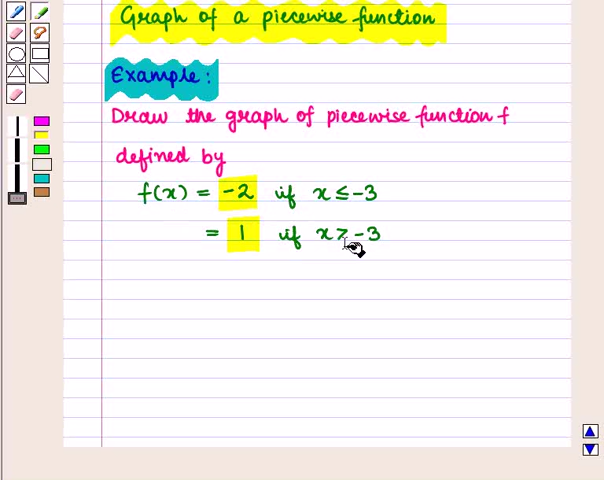 Graph of a piecewise function
Example:
Draw the graph of piecewise function f
defined by
f(x) = -2 if x ≤ -3
= 1 if x > -3